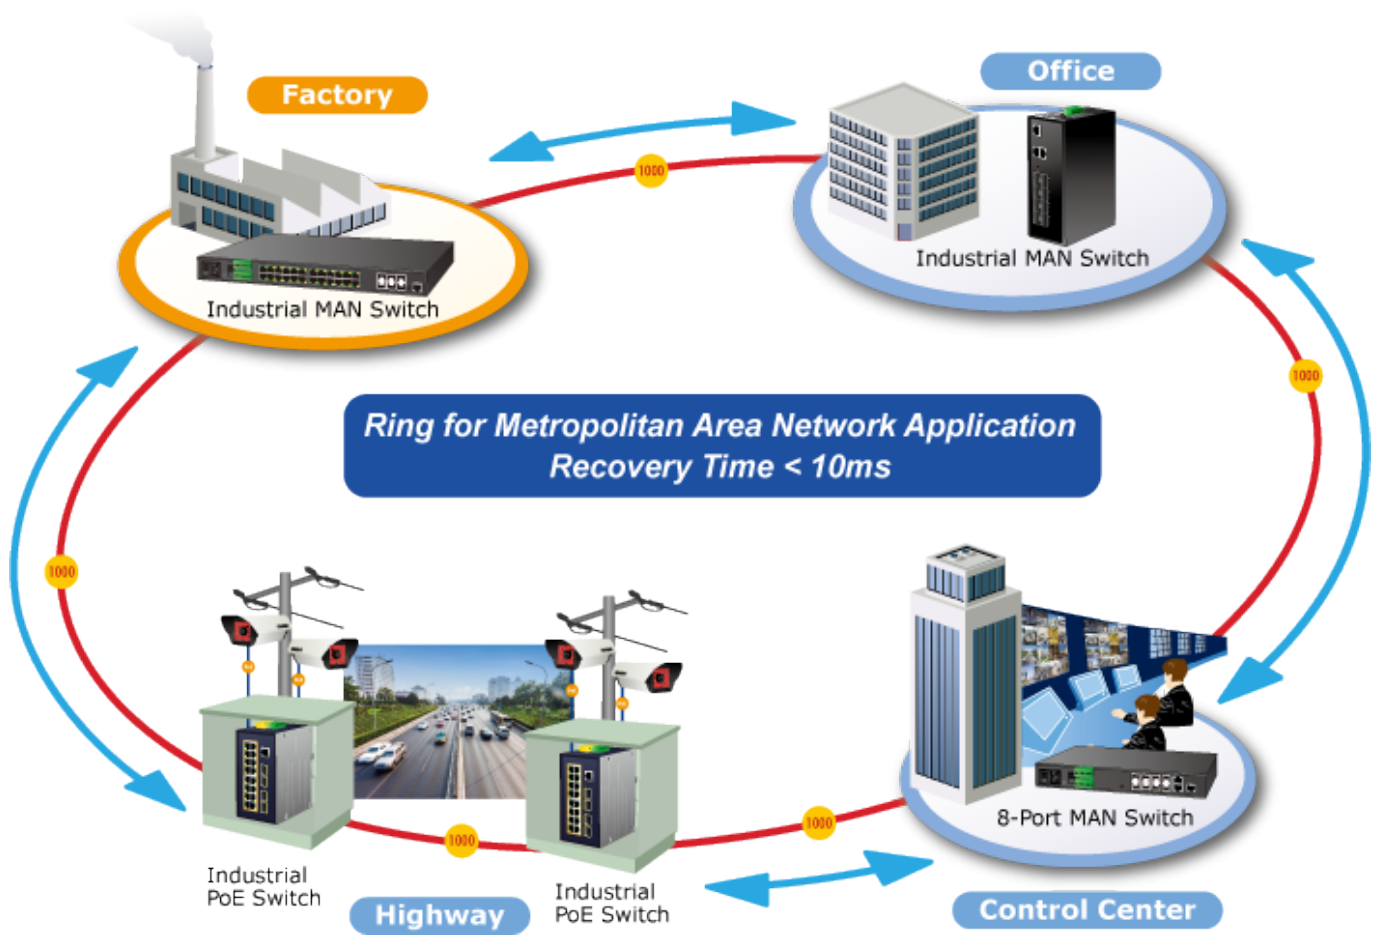 Factory
Office
1000
Industrial MAN Switch
Industrial MAN Switch
1000
Ring for Metropolitan Area Network Application
Recovery Time < 10ms
1000
1000
1000
8-Port MAN Switch
Industrial
PoE Switch
Industrial
PoE Switch
Highway
Control Center